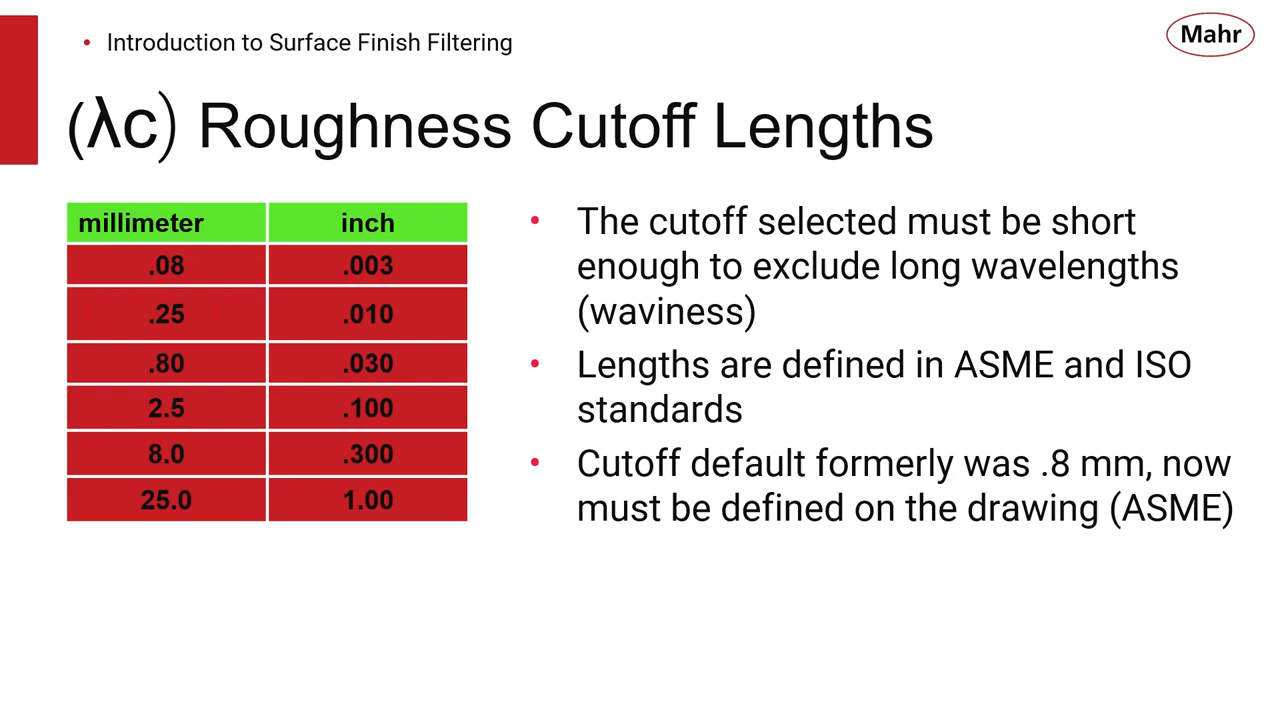 • Introduction to Surface Finish Filtering
Mahr
(λc) Roughness Cutoff Lengths
millimeter inch
.08 .003
.25 .010
.80 .030
2.5 .100
8.0 .300
25.0 1.00
• The cutoff selected must be short
enough to exclude long wavelengths
(waviness)
• Lengths are defined in ASME and ISO
standards
• Cutoff default formerly was .8 mm, now
must be defined on the drawing (ASME)